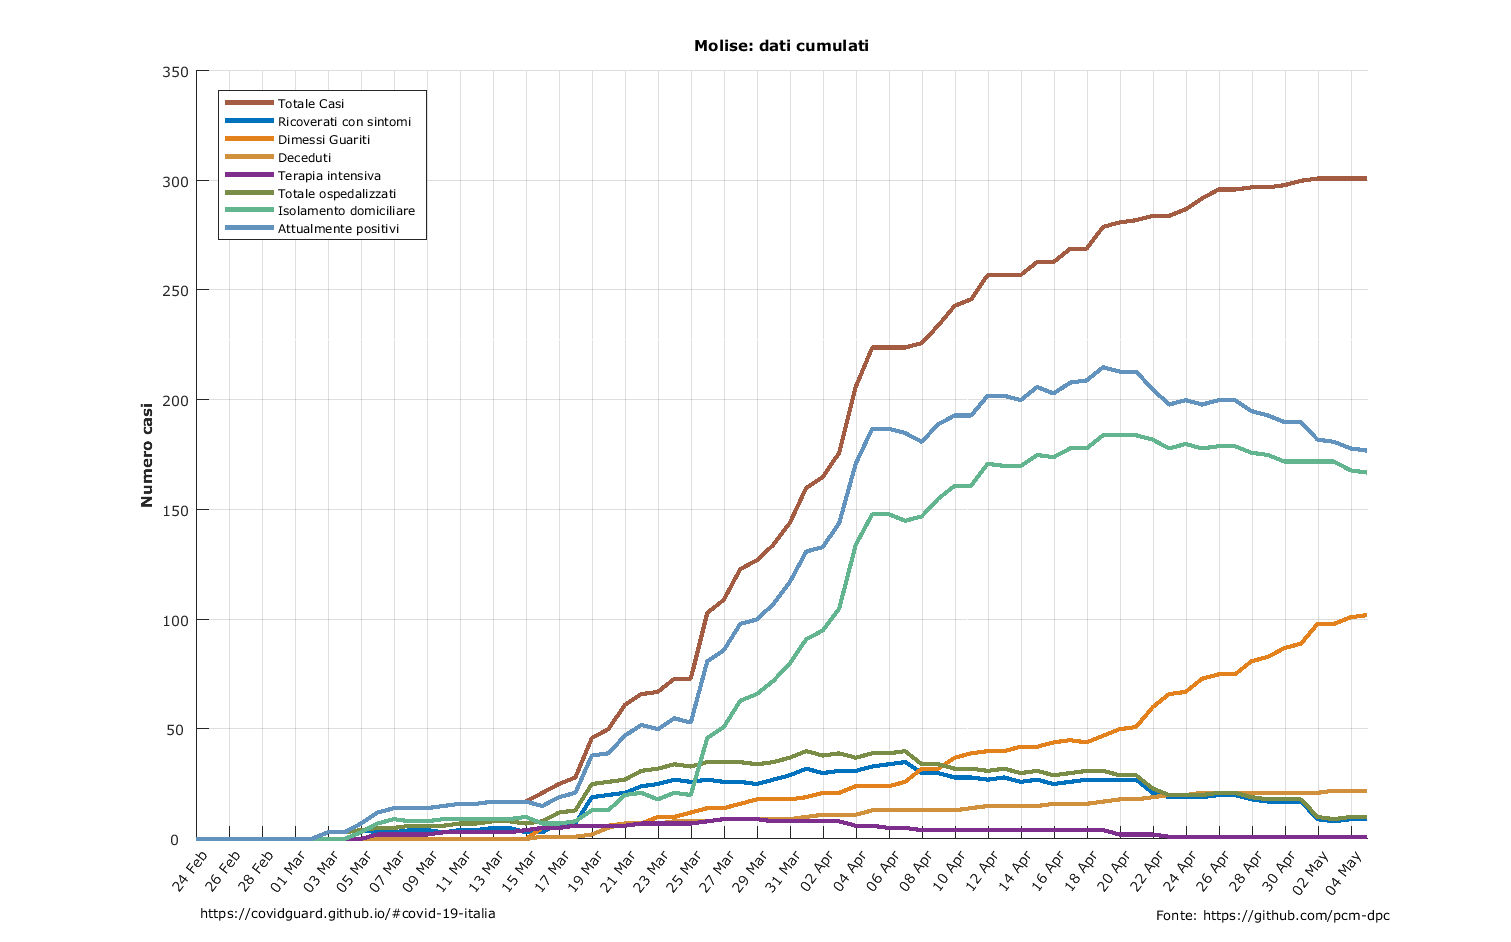 Molise: dati cumulati
350
300
250
200
150
100
50
0
Numero casi
Totale Casi
Ricoverati con sintomi
Dimessi Guariti
Deceduti
Terapia intensiva
Totale ospedalizzati
Isolamento domiciliare
Attualmente positivi
24 Feb
26 Feb
28 Feb
01 Mar
03 Mar
05 Mar
07 Mar
09 Mar
11 Mar
13 Mar
15 Mar
17 Mar
19 Mar
21 Mar
23 Mar
25 Mar
27 Mar
29 Mar
31 Mar
02 Apr
04 Apr
06 Apr
08 Apr
10 Apr
12 Apr
14 Apr
16 Apr
18 Apr
20 Apr
22 Apr
24 Apr
26 Apr
28 Apr
30 Apr
02 May
04 May
https://covidguard.github.io/#covid-19-italia
Fonte: https://github.com/pcm-dpc